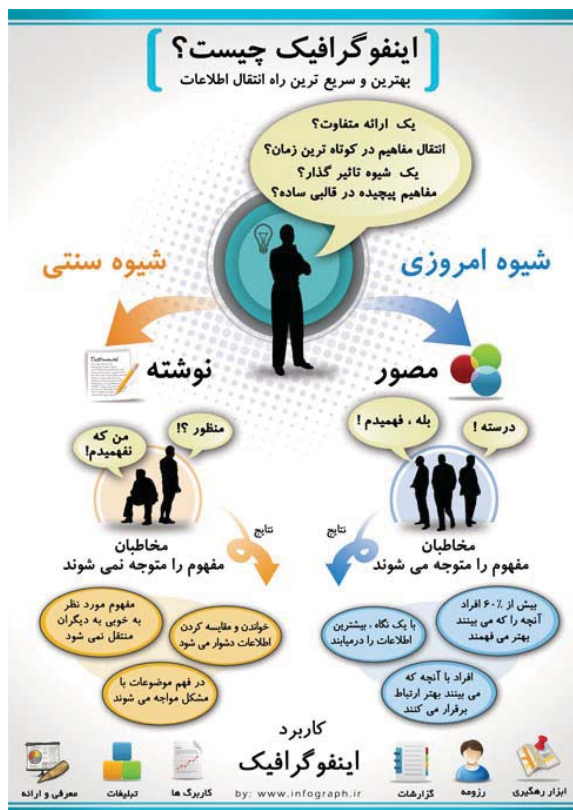 اینفوگرافیک چیست؟
بهترین و سریع ترین راه انتقال اطلاعات
یک ارائه متفاوت؟
انتقال مفاهیم در کوتاه ترین زمان؟
یک شیوه تاثیر گذار؟
مفاهیم پیچیده در قالبی ساده؟
شیوه امروزی
شیوه سنتی
مصور
نوشته
درسته !
بله ، فهمیدم !
منظور ؟!
من که
نفهمیدم!
نتایج
نتایج
مخاطبان
مفهوم را متوجه می شوند
مخاطبان
مفهوم را متوجه نمی شوند
بیش از ۶۰٪ افراد
آنچه را که می بینند
بهتر می فهمند
با یک نگاه ، بیشترین
اطلاعات را درمیابند
افراد با آنچه که
می بینند بهتر ارتباط
برقرار می کنند
خواندن و مقایسه کردن
اطلاعات دشوار می شود
مفهوم مورد نظر
به خوبی به دیگران
منتقل نمی شود
در فهم موضوعات با
مشکل مواجه می شوند
کاربرد
اینفوگرافیک
ابزار رهگیری
رزومه
گزارشات
by: www.infograph.ir
کاربرگ ها
تبلیغات
معرفی و ارائه